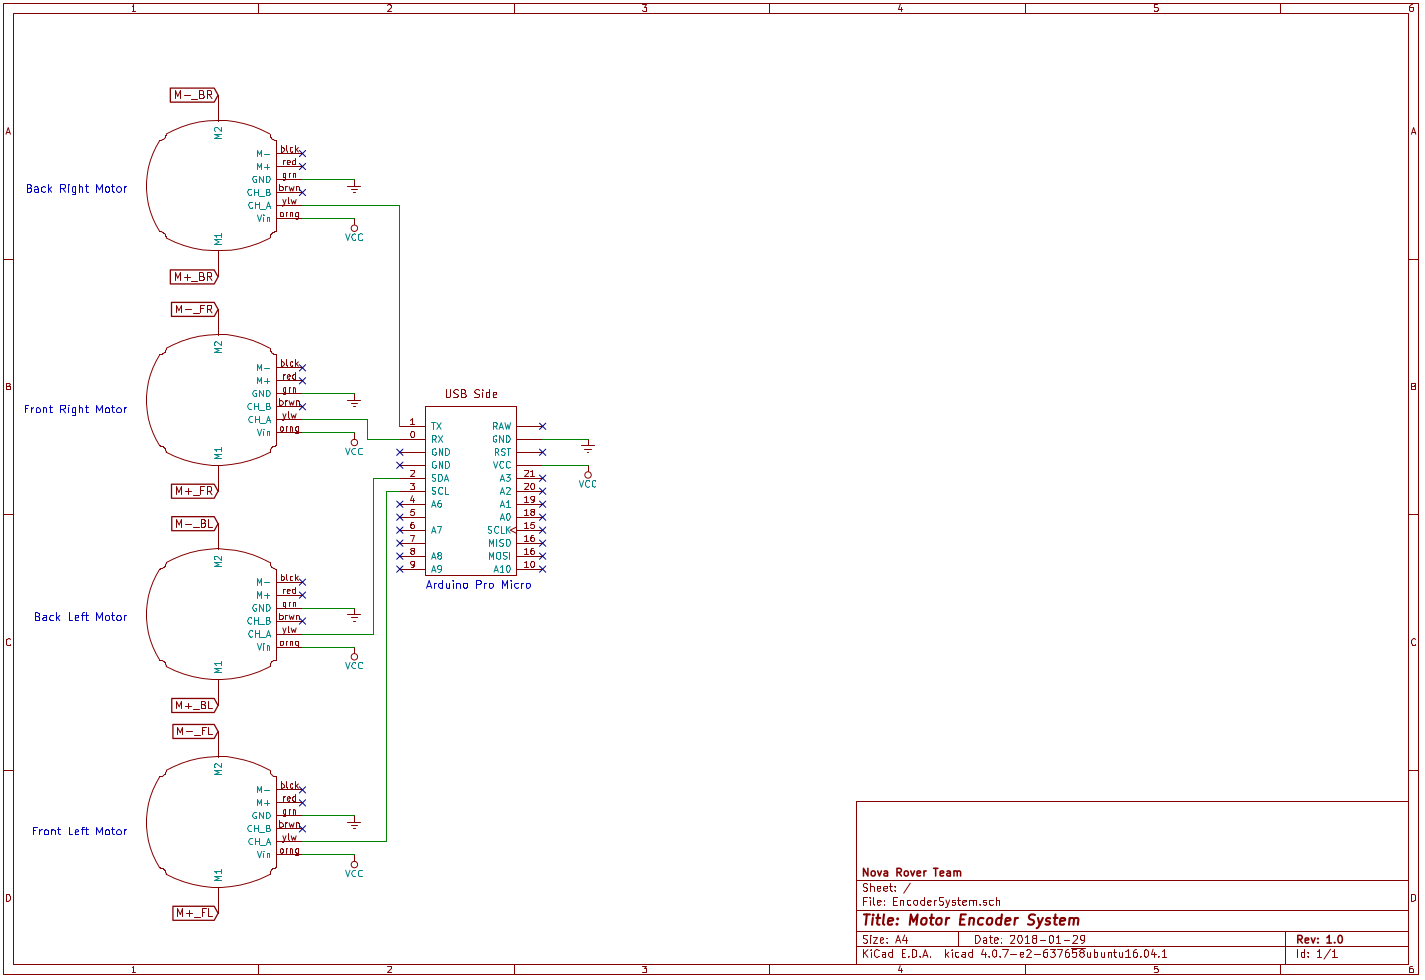 1 2 3 4 5 6
A A
B B
C C
D D
M-_BR
M2
M- blck
M+ red
GND grn
CH_B brwn
CH_A ylw
Vin orng
VCC
M1
Back Right Motor
M+_BR
M-_FR
M2
M- blck
M+ red
GND grn
CH_B brwn
CH_A ylw
Vin orng
VCC
M1
Front Right Motor
M+_FR
USB Side
1 TX RAW
0 RX GND
GND RST
GND VCC
2 SDA A3 21
3 SCL A2 20
4 A6 A1 19
5 A0 18
6 A7 SCLK 15
7 MISO 16
8 A8 MOSI 16
9 A9 A10 10
VCC
Arduino Pro Micro
M-_BL
M2
M- blck
M+ red
GND grn
CH_B brwn
CH_A ylw
Vin orng
VCC
M1
Back Left Motor
M+_BL
M-_FL
M2
M- blck
M+ red
GND grn
CH_B brwn
CH_A ylw
Vin orng
VCC
M1
Front Left Motor
M+_FL
Nova Rover Team
Sheet: /
File: EncoderSystem.sch
Title: Motor Encoder System
Size: A4 Date: 2018-01-29 Rev: 1.0
KiCad E.D.A. kicad 4.0.7-e2-637658ubuntu16.04.1 Id: 1/1
1 2 3 4 5 6